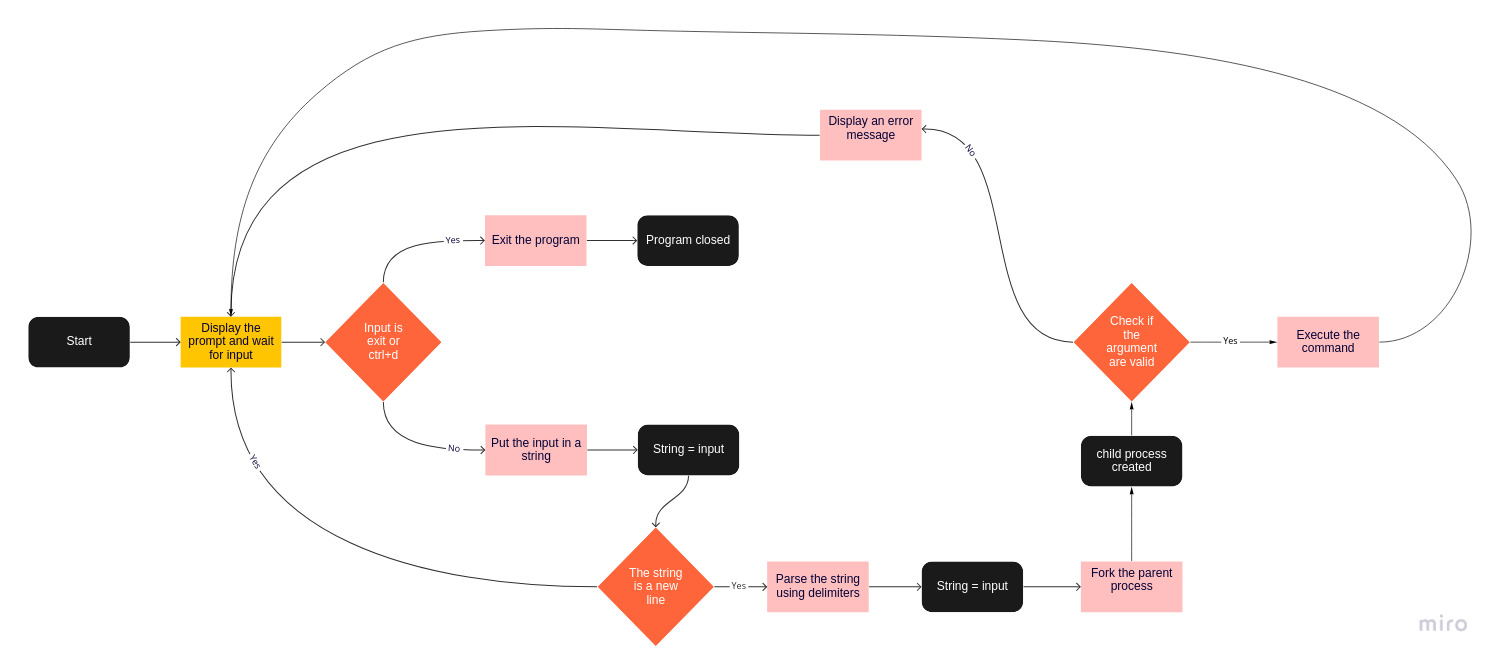 Display an error
message
No
Yes
Exit the program
Program closed
Start
Display the
prompt and wait
for input
Input is
exit or
ctrl+d
Check if
the
argument
are valid
Yes
Execute the
command
No
Put the input in a
string
String = input
child process
created
Yes
The string
is a new
line
Yes
Parse the string
using delimiters
String = input
Fork the parent
process
miro